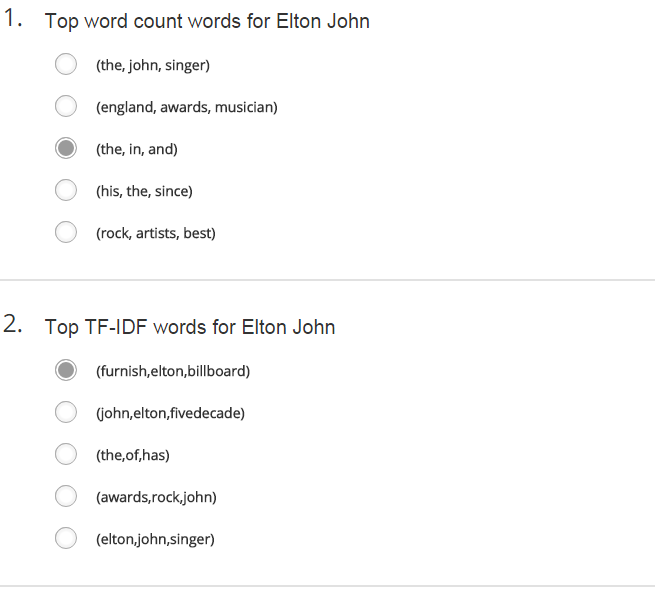 1. Top word count words for Elton John
(the, john, singer)
(england, awards, musician)
(the, in, and)
(his, the, since)
(rock, artists, best)
2. Top TF-IDF words for Elton John
(furnish,elton,billboard)
(john,elton,fivedecade)
(the,of,has)
(awards,rock,john)
(elton,john,singer)